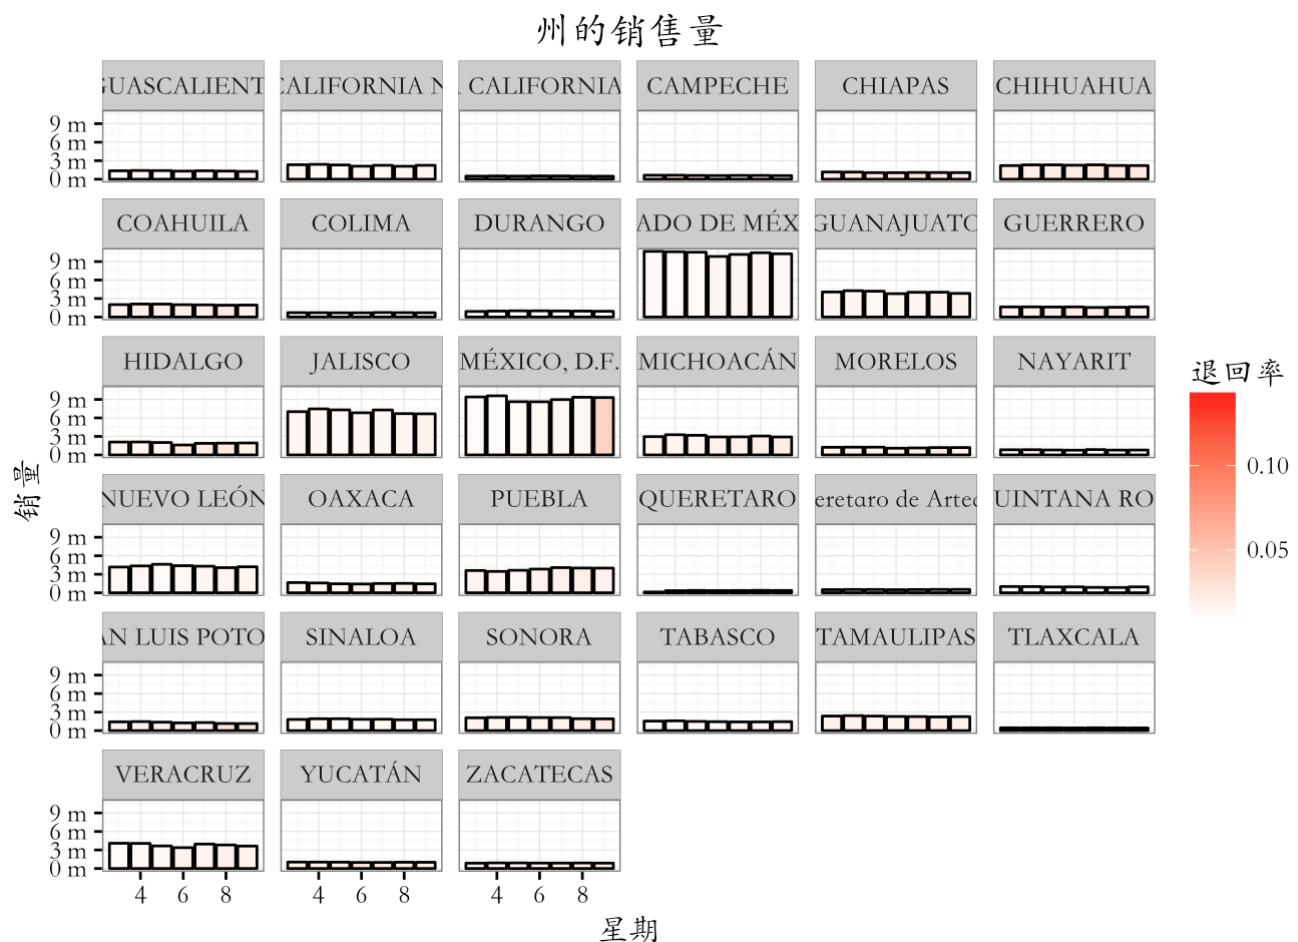 州的销售量
GUASCALIENT
CALIFORNIA N
CALIFORNIA
CAMPECHE
CHIAPAS
CHIHUAHUA
9 m
6 m
3 m
0 m
COAHUILA
COLIMA
DURANGO
ADO DE MÉX
GUANAJUATO
GUERRERO
9 m
6 m
3 m
0 m
HIDALGO
JALISCO
MÉXICO, D.F.
MICHOACÁN
MORELOS
NAYARIT
9 m
6 m
3 m
0 m
NUEVO LEÓN
OAXACA
PUEBLA
QUERETARO
eretaro de Artea
UINTANA RO
9 m
6 m
3 m
0 m
AN LUIS POTO
SINALOA
SONORA
TABASCO
TAMAULIPAS
TLAXCALA
9 m
6 m
3 m
0 m
VERACRUZ
YUCATÁN
ZACATECAS
9 m
6 m
3 m
0 m
4 6 8
4 6 8
4 6 8
星期
销量
退回率
0.10
0.05